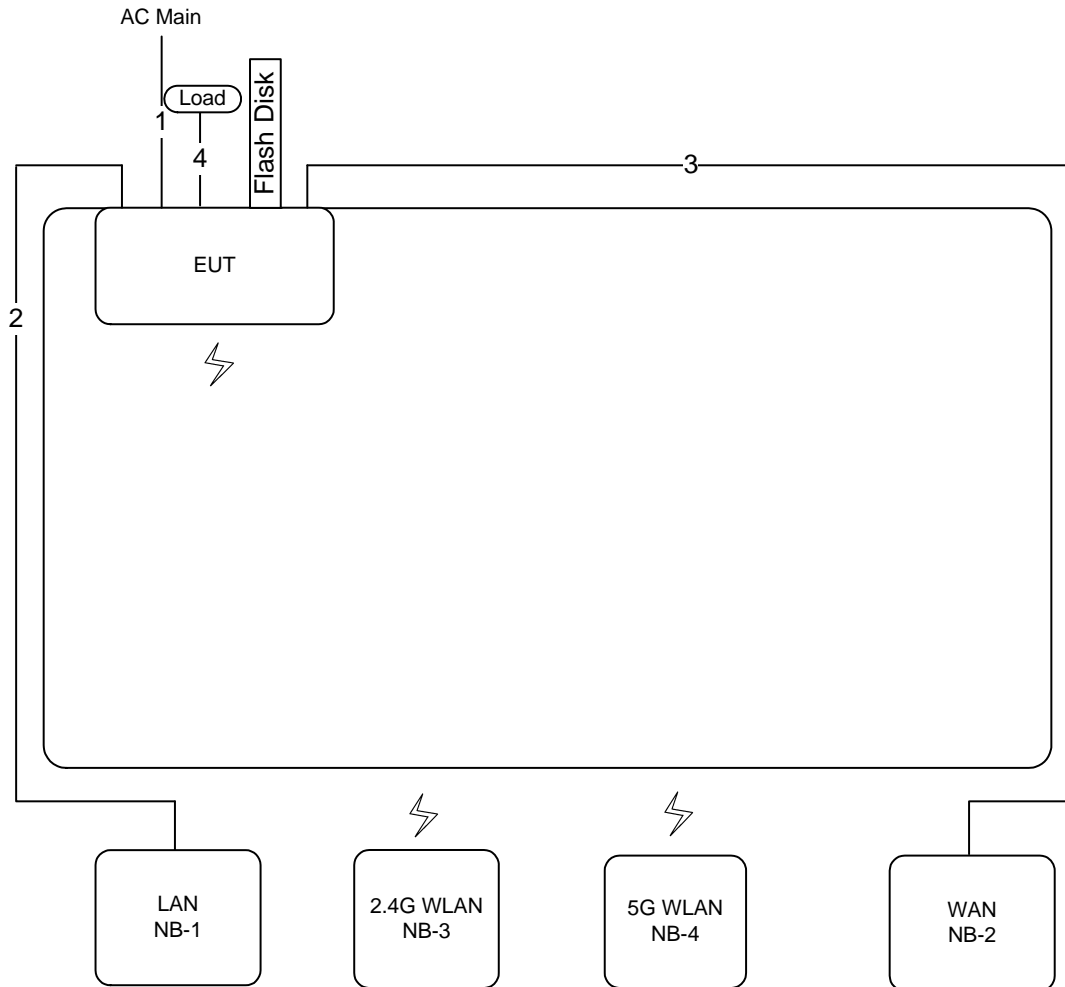 AC Main
Load
Flash Disk
1
4
3
EUT
2
LAN
NB-1
2.4G WLAN
NB-3
5G WLAN
NB-4
WAN
NB-2